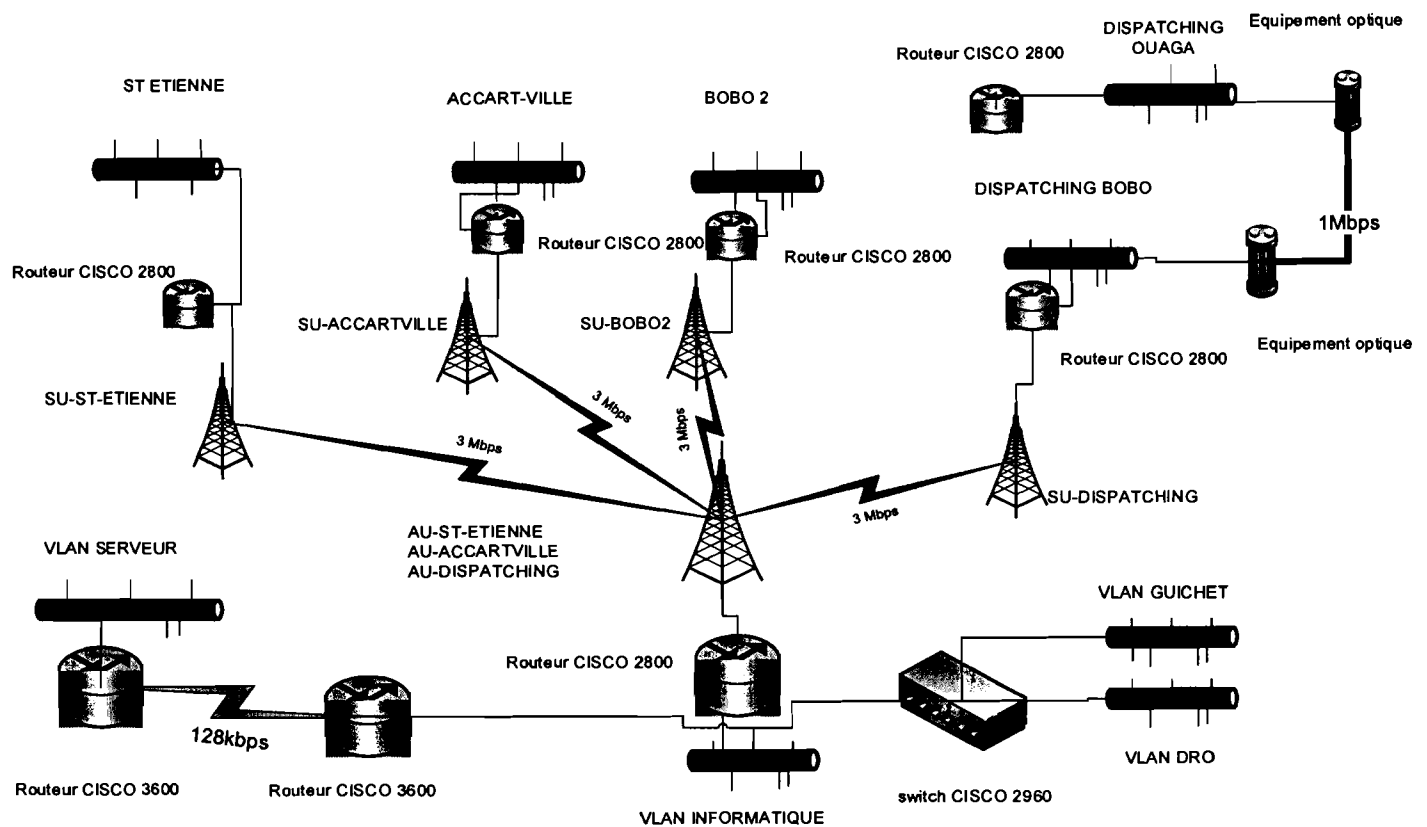 Equipement optique
DISPATCHING
OUAGA
Routeur CISCO 2800
ST ETIENNE
ACCART-VILLE
BOBO 2
DISPATCHING BOBO
1Mbps
Routeur CISCO 2800
Routeur CISCO 2800
Routeur CISCO 2800
SU-ACCARTVILLE
SU-BOBO2
Equipement optique
Routeur CISCO 2800
SU-ST-ETIENNE
3 Mbps
3 Mbps
3 Mbps
3 Mbps
SU-DISPATCHING
AU-ST-ETIENNE
AU-ACCARTVILLE
AU-DISPATCHING
VLAN SERVEUR
VLAN GUICHET
Routeur CISCO 2800
128kbps
VLAN DRO
Routeur CISCO 3600
Routeur CISCO 3600
switch CISCO 2960
VLAN INFORMATIQUE